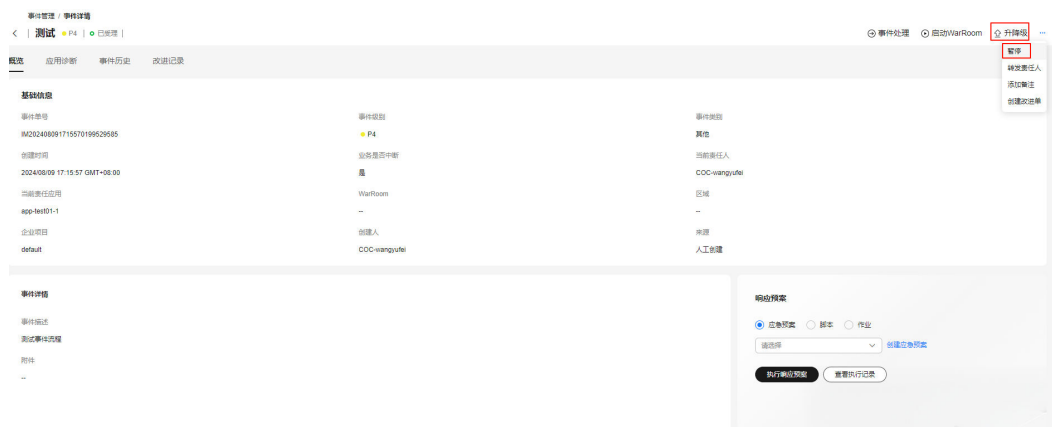 事件管理 / 事件详情
测试 P4 已受理 事件处理 启动WarRoom 升降级 ...
暂停
转发责任人
添加备注
创建改进单
概览 应用诊断 事件历史 改进记录
基础信息
事件单号 事件级别 事件类别
IM202408091715570199529585 P4 其他
创建时间 业务是否中断 当前责任人
2024/08/09 17:15:57 GMT+08:00 是 COC-wangyufei
当前责任应用 WarRoom 区域
app-test01-1 -- --
企业项目 创建人 来源
default COC-wangyufei 人工创建
事件详情 响应预案
事件描述 应急预案 脚本 作业
测试事件流程 请选择 创建应急预案
附件
-- 执行响应预案 查看执行记录